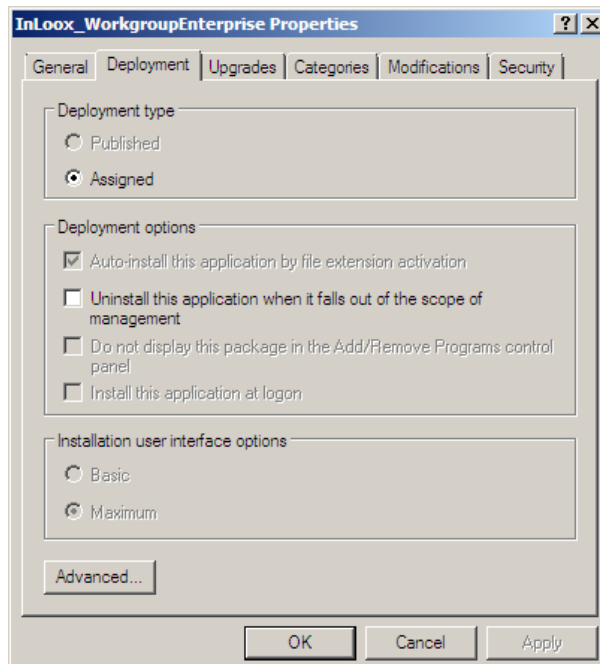 InLoox_WorkgroupEnterprise Properties
General Deployment Upgrades Categories Modifications Security
Deployment type
Published
Assigned
Deployment options
Auto-install this application by file extension activation
Uninstall this application when it falls out of the scope of
management
Do not display this package in the Add/Remove Programs control
panel
Install this application at logon
Installation user interface options
Basic
Maximum
Advanced...
OK Cancel Apply